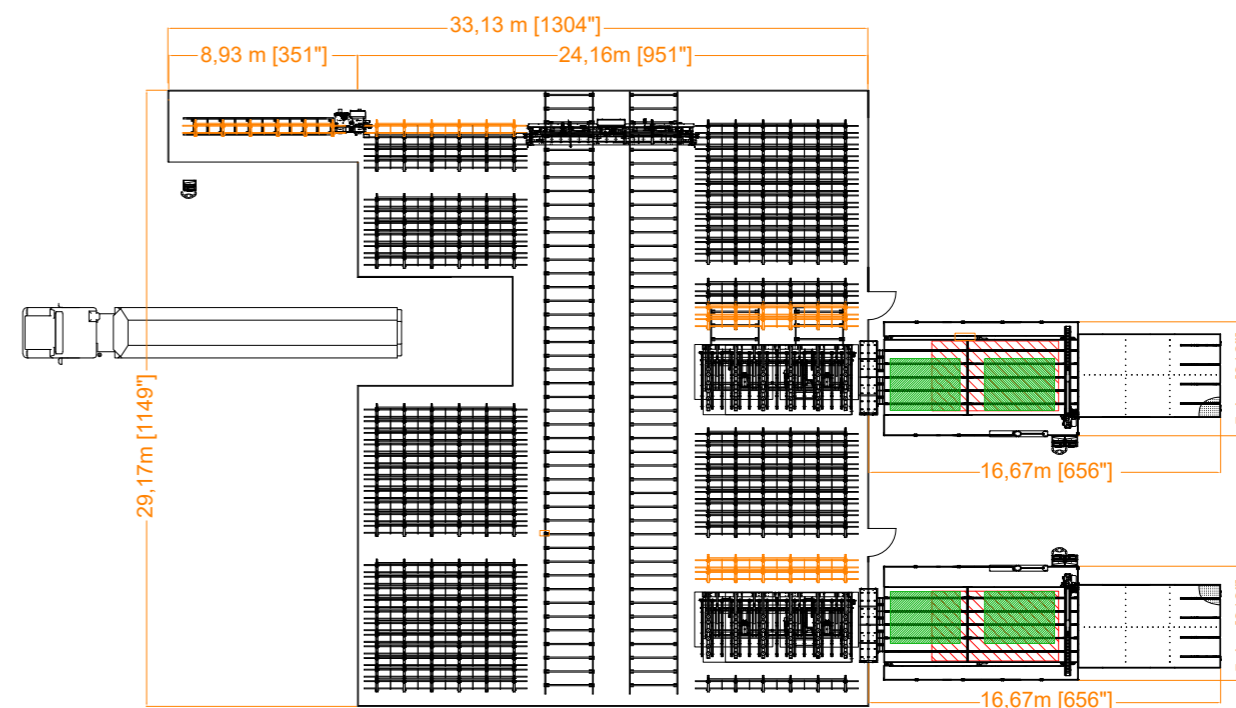 33,13 m [1304"]
8,93 m [351"]
24,16m [951"]
29,17m [1149"]
16,67m [656"]
16,67m [656"]